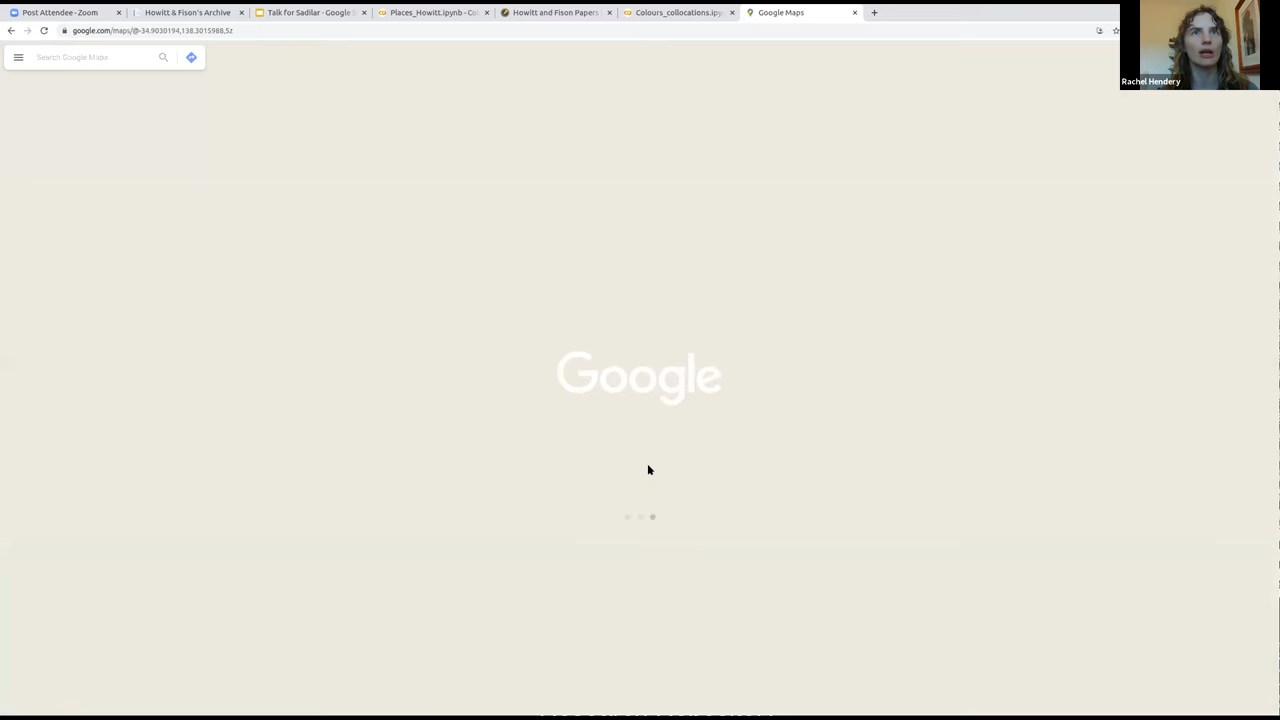 Post Attendee - Zoom
Howitt & Fison's Archive
Talk for Sadilar - Google S
Places_Howitt.ipynb - Col
Howitt and Fison Papers
Colours_collocations.ipy
Google Maps
google.com/maps/@-34.9030194,138.3015988,5z
Search Google Maps
Rachel Hendery
Google